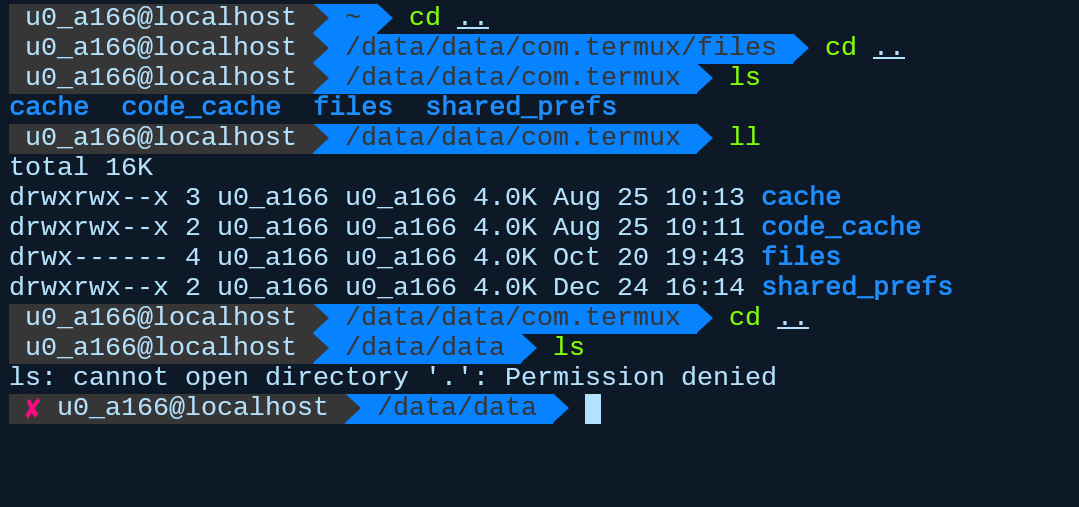 u0_a166@localhost ~ cd ..
u0_a166@localhost /data/data/com.termux/files cd ..
u0_a166@localhost /data/data/com.termux ls
cache code_cache files shared_prefs
u0_a166@localhost /data/data/com.termux ll
total 16K
drwxrwx--x 3 u0_a166 u0_a166 4.0K Aug 25 10:13 cache
drwxrwx--x 2 u0_a166 u0_a166 4.0K Aug 25 10:11 code_cache
drwx------ 4 u0_a166 u0_a166 4.0K Oct 20 19:43 files
drwxrwx--x 2 u0_a166 u0_a166 4.0K Dec 24 16:14 shared_prefs
u0_a166@localhost /data/data/com.termux cd ..
u0_a166@localhost /data/data ls
ls: cannot open directory '.': Permission denied
✘ u0_a166@localhost /data/data